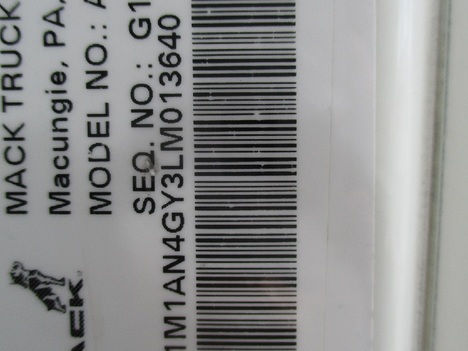 MACK TRUCK
Macungie, PA,
MODEL NO.: A
SEQ. NO.: G1
1M1AN4GY3LM013640
ACK